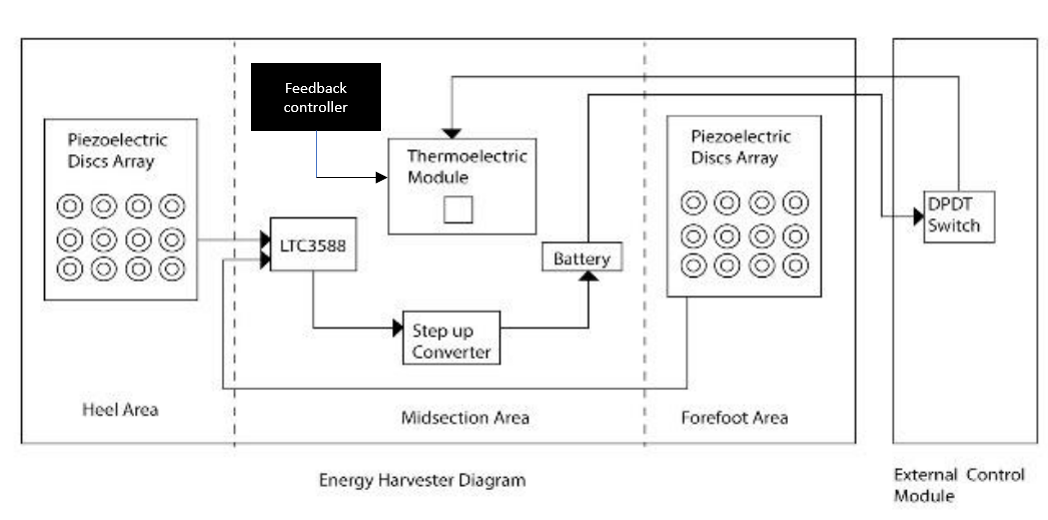 Feedback
controller
Piezoelectric
Discs Array
Thermoelectric
Module
Piezoelectric
Discs Array
DPDT
Switch
LTC3588
Battery
Step up
Converter
Heel Area
Midsection Area
Forefoot Area
Energy Harvester Diagram
External Control
Module